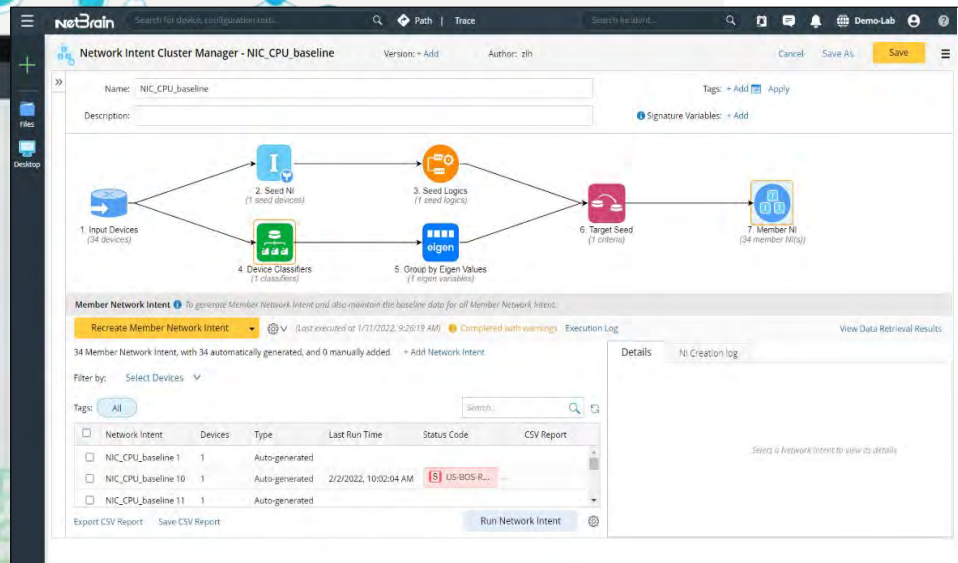 NetBrain
Search for device, configuration text...
Path | Trace
Search incident...
Demo-Lab
Network Intent Cluster Manager - NIC_CPU_baseline
Version: + Add
Author: zlh
Cancel
Save As
Save
Name: NIC_CPU_baseline
Tags: + Add
Apply
Description:
Signature Variables: + Add
Files
Desktop
I
eigen
1. Input Devices
(34 devices)
2. Seed NI
(1 seed devices)
3. Seed Logics
(1 seed logics)
4. Device Classifiers
(1 classifiers)
5. Group by Eigen Values
(1 eigen variables)
6. Target Seed
(1 criteria)
7. Member NI
(34 member NI(s))
Member Network Intent To generate Member Network Intent and also maintain the baseline data for all Member Network Intent.
Recreate Member Network Intent
(Last executed at 1/31/2022, 9:26:19 AM)
Completed with warnings
Execution Log
View Data Retrieval Results
34 Member Network Intent, with 34 automatically generated, and 0 manually added.
+ Add Network Intent
Details
NI Creation log
Filter by: Select Devices
Tags: All
Search...
Network Intent Devices Type Last Run Time Status Code CSV Report
NIC_CPU_baseline 1 1 Auto-generated
NIC_CPU_baseline 10 1 Auto-generated 2/2/2022, 10:02:04 AM S US-BOS-R... ...
NIC_CPU_baseline 11 1 Auto-generated
Select a Network Intent to view its details
Export CSV Report
Save CSV Report
Run Network Intent